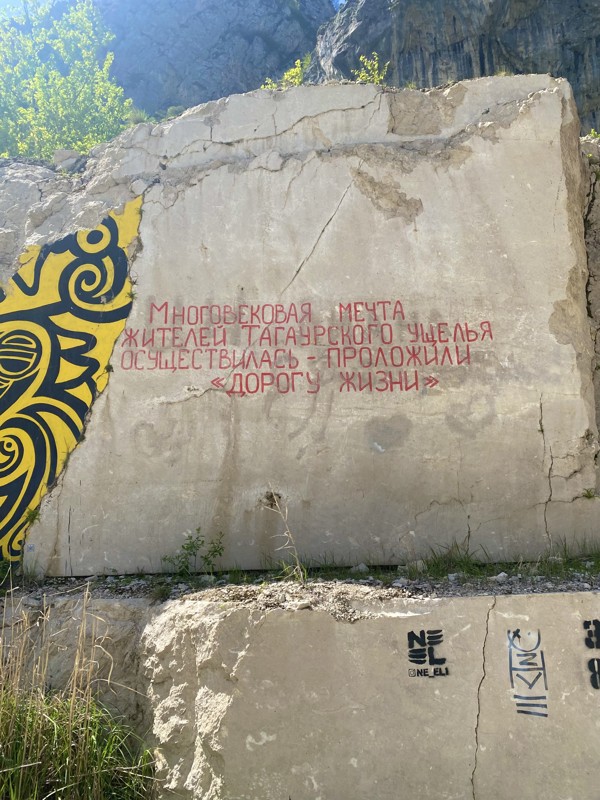 Многовековая мечта
жителей Тагаурского ущелья
осуществилась - проложили
«Дорогу жизни»
NE
EL
NE_ELI